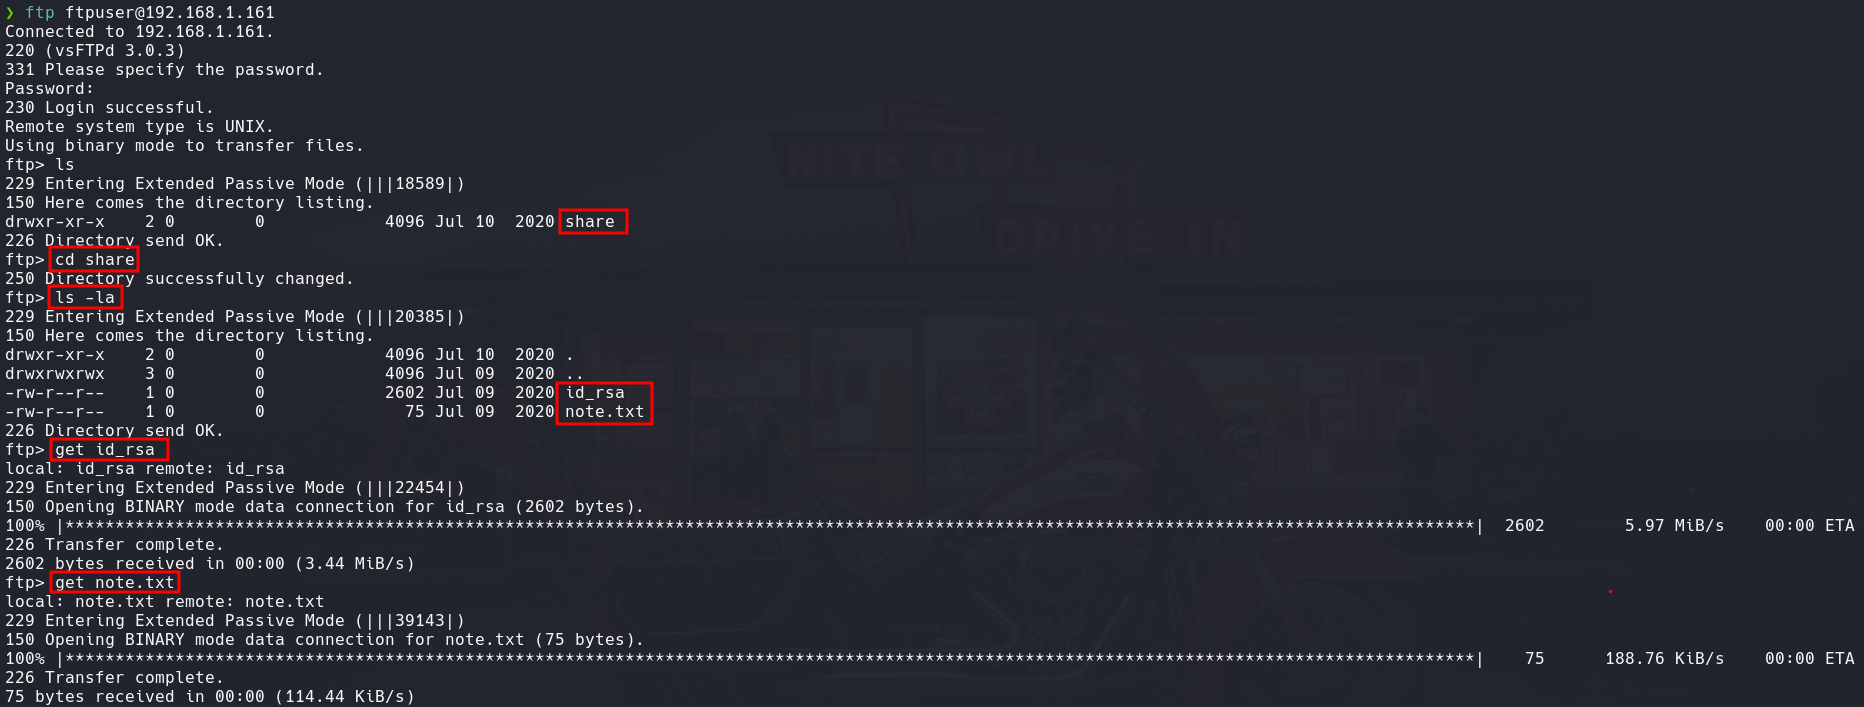 ❯ ftp ftpuser@192.168.1.161
Connected to 192.168.1.161.
220 (vsFTPd 3.0.3)
331 Please specify the password.
Password:
230 Login successful.
Remote system type is UNIX.
Using binary mode to transfer files.
ftp> ls
229 Entering Extended Passive Mode (|||18589|)
150 Here comes the directory listing.
drwxr-xr-x    2 0        0            4096 Jul 10  2020 share
226 Directory send OK.
ftp> cd share
250 Directory successfully changed.
ftp> ls -la
229 Entering Extended Passive Mode (|||20385|)
150 Here comes the directory listing.
drwxr-xr-x    2 0        0            4096 Jul 10  2020 .
drwxrwxrwx    3 0        0            4096 Jul 09  2020 ..
-rw-r--r--    1 0        0            2602 Jul 09  2020 id_rsa
-rw-r--r--    1 0        0              75 Jul 09  2020 note.txt
226 Directory send OK.
ftp> get id_rsa
local: id_rsa remote: id_rsa
229 Entering Extended Passive Mode (|||22454|)
150 Opening BINARY mode data connection for id_rsa (2602 bytes).
100% |*********************************************************************************************************************************************|  2602        5.97 MiB/s    00:00 ETA
226 Transfer complete.
2602 bytes received in 00:00 (3.44 MiB/s)
ftp> get note.txt
local: note.txt remote: note.txt
229 Entering Extended Passive Mode (|||39143|)
150 Opening BINARY mode data connection for note.txt (75 bytes).
100% |*********************************************************************************************************************************************|    75      188.76 KiB/s    00:00 ETA
226 Transfer complete.
75 bytes received in 00:00 (114.44 KiB/s)
NITE OWL
DRIVE IN